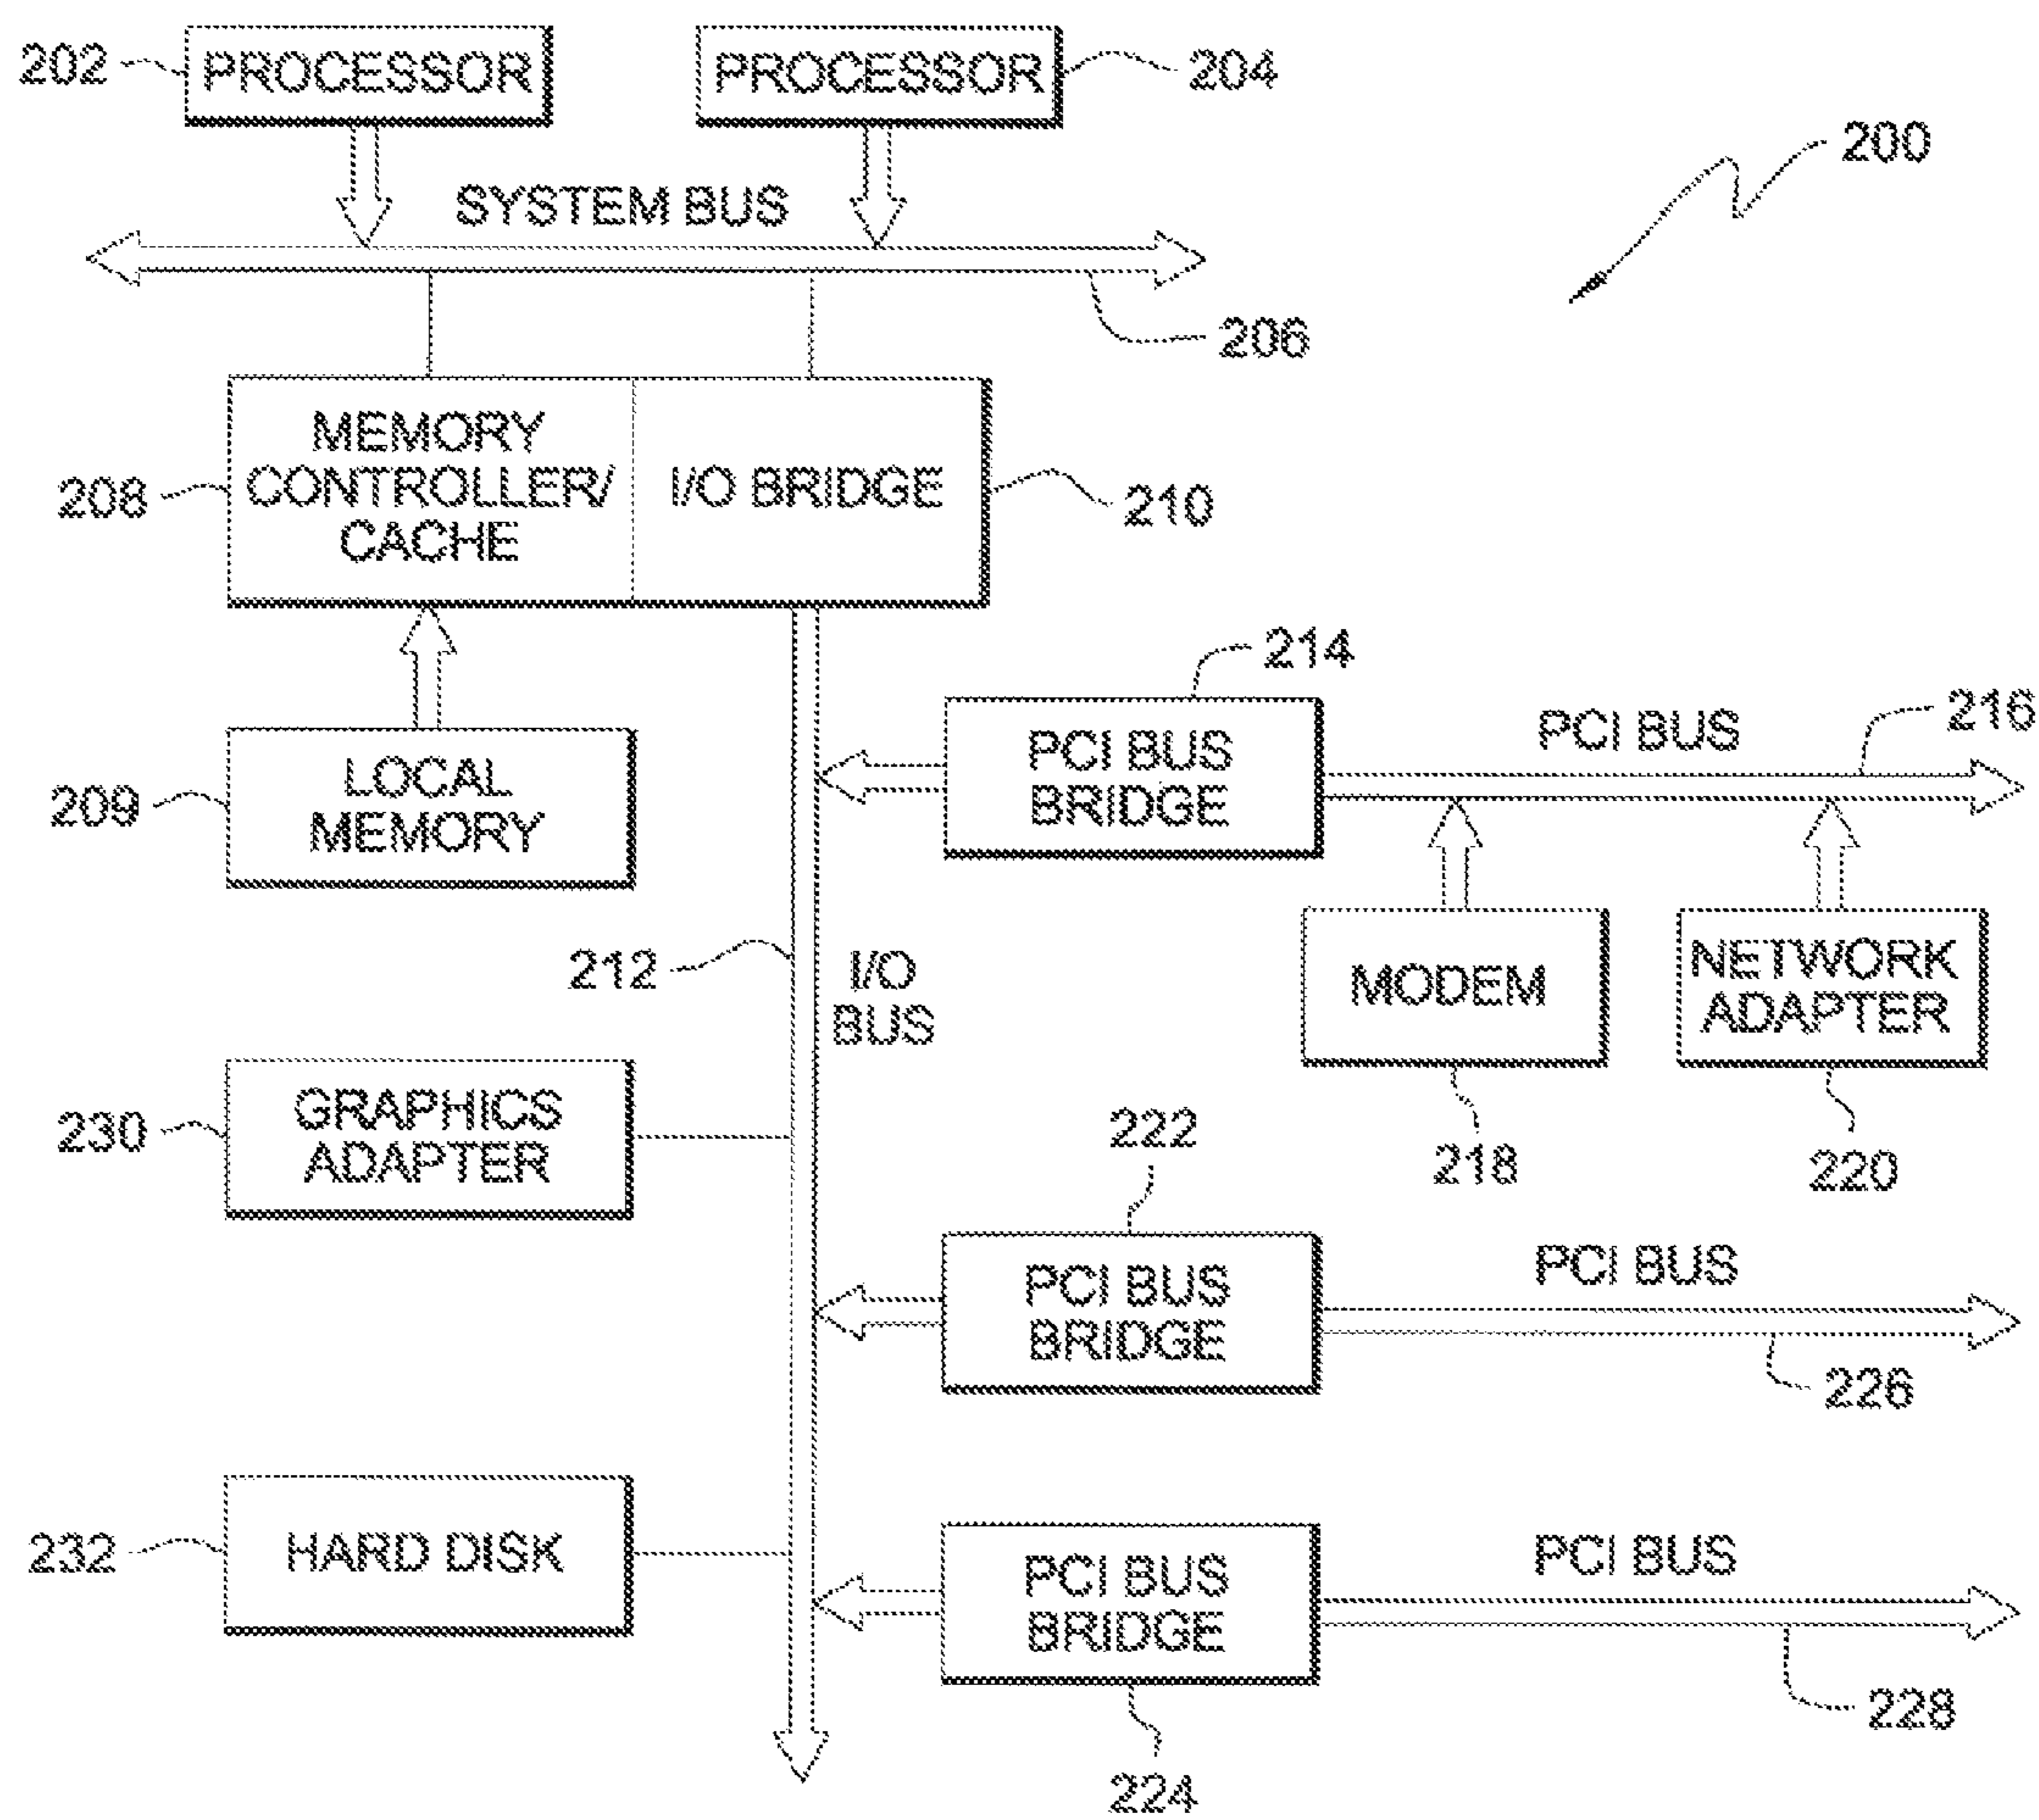 202
PROCESSOR
PROCESSOR
204
200
SYSTEM BUS
206
208
MEMORY
CONTROLLER/
CACHE
I/O BRIDGE
210
214
209
LOCAL
MEMORY
PCI BUS
BRIDGE
PCI BUS
216
212
I/O
BUS
MODEM
NETWORK
ADAPTER
218
220
230
GRAPHICS
ADAPTER
222
PCI BUS
BRIDGE
PCI BUS
226
232
HARD DISK
PCI BUS
BRIDGE
PCI BUS
228
224